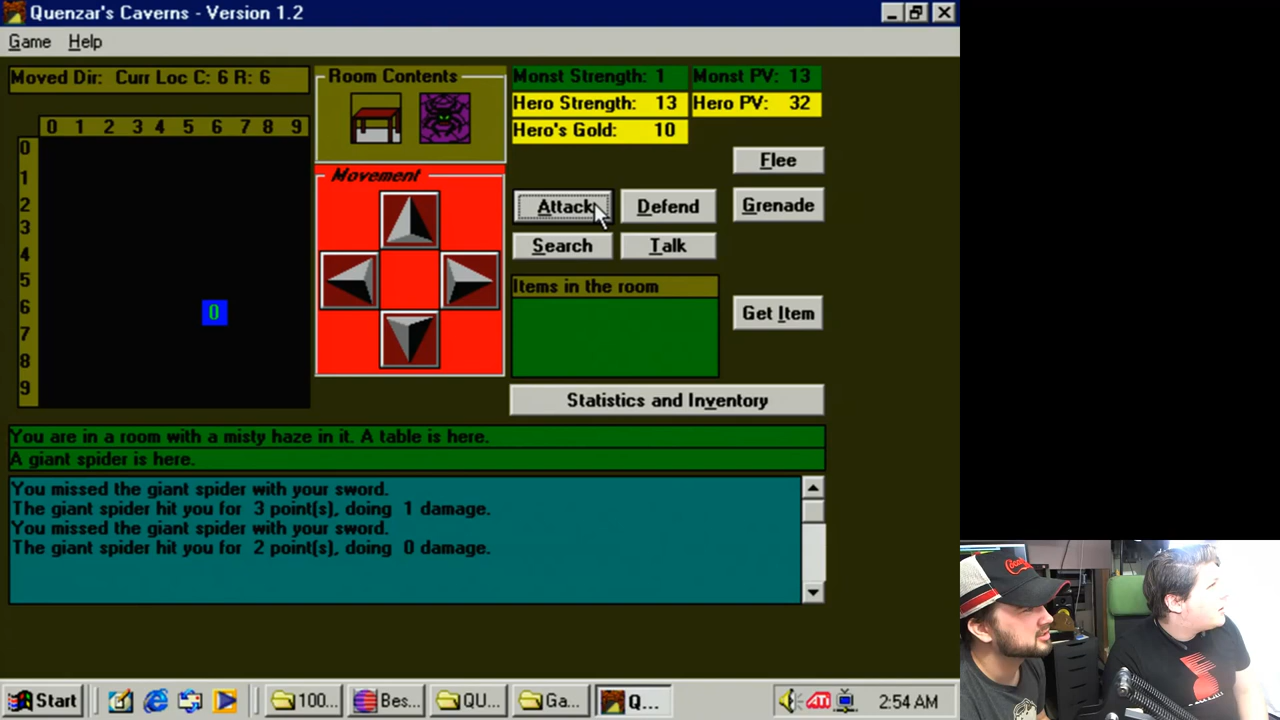 Quenzar's Caverns - Version 1.2
Game Help
Moved Dir: Curr Loc C: 6 R: 6
0 1 2 3 4 5 6 7 8 9
0
1
2
3
4
5
6
7
8
9
0
Room Contents
Movement
Monst Strength: 1 Monst PV: 13
Hero Strength: 13 Hero PV: 32
Hero's Gold: 10
Flee
Attack Defend Grenade
Search Talk
Items in the room
Get Item
Statistics and Inventory
You are in a room with a misty haze in it. A table is here.
A giant spider is here.
You missed the giant spider with your sword.
The giant spider hit you for 3 point(s), doing 1 damage.
You missed the giant spider with your sword.
The giant spider hit you for 2 point(s), doing 0 damage.
Start 100... Bes... QU... Ga... Q... 2:54 AM